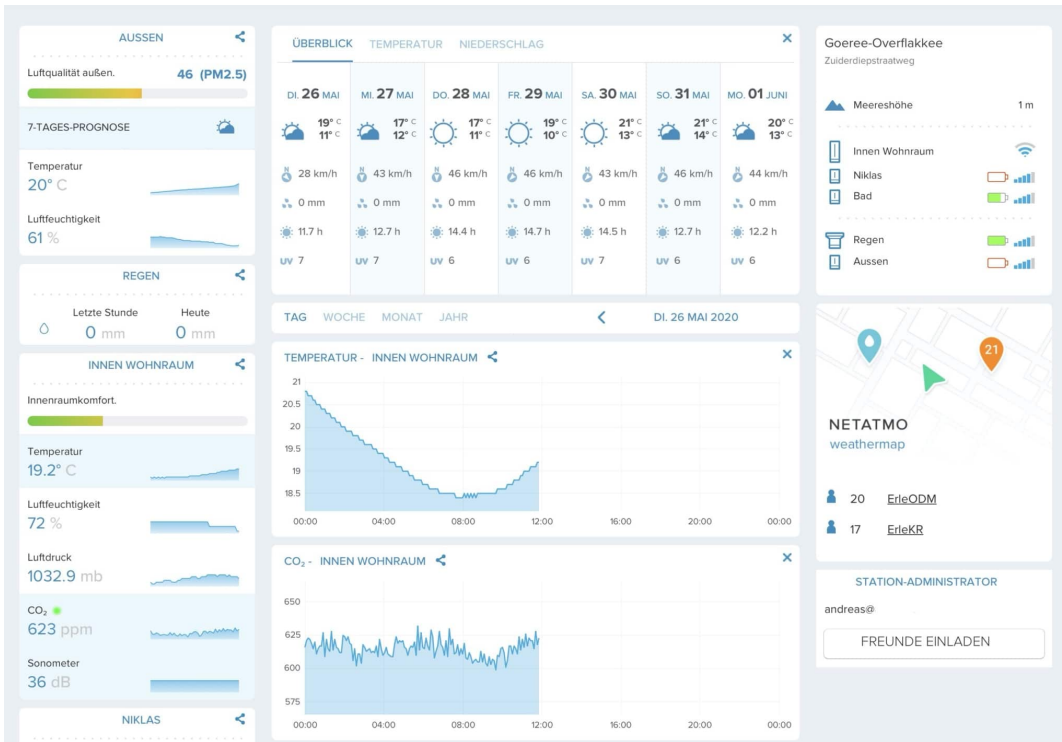 AUSSEN
Luftqualität außen. 46 (PM2.5)
7-TAGES-PROGNOSE
Temperatur
20° C
Luftfeuchtigkeit
61 %
REGEN
Letzte Stunde Heute
0 mm 0 mm
INNEN WOHNRAUM
Innenraumkomfort.
Temperatur
19.2° C
Luftfeuchtigkeit
72 %
Luftdruck
1032.9 mb
CO₂
623 ppm
Sonometer
36 dB
NIKLAS
ÜBERBLICK TEMPERATUR NIEDERSCHLAG
DI. 26 MAI MI. 27 MAI DO. 28 MAI FR. 29 MAI SA. 30 MAI SO. 31 MAI MO. 01 JUNI
19° C 17° C 17° C 19° C 21° C 21° C 20° C
11° C 12° C 11° C 10° C 13° C 14° C 13° C
N N N N N N N
28 km/h 43 km/h 46 km/h 46 km/h 43 km/h 46 km/h 44 km/h
0 mm 0 mm 0 mm 0 mm 0 mm 0 mm 0 mm
11.7 h 12.7 h 14.4 h 14.7 h 14.5 h 12.7 h 12.2 h
UV 7 UV 7 UV 6 UV 6 UV 7 UV 6 UV 6
TAG WOCHE MONAT JAHR DI. 26 MAI 2020
TEMPERATUR - INNEN WOHNRAUM
21
20.5
20
19.5
19
18.5
00:00 04:00 08:00 12:00 16:00 20:00 00:00
CO₂ - INNEN WOHNRAUM
650
625
600
575
00:00 04:00 08:00 12:00 16:00 20:00 00:00
Goeree-Overflakkee
Zuiderdiepstraatweg
Meereshöhe 1 m
Innen Wohnraum
Niklas
Bad
Regen
Aussen
21
NETATMO
weathermap
20 ErleODM
17 ErleKR
STATION-ADMINISTRATOR
andreas@
FREUNDE EINLADEN